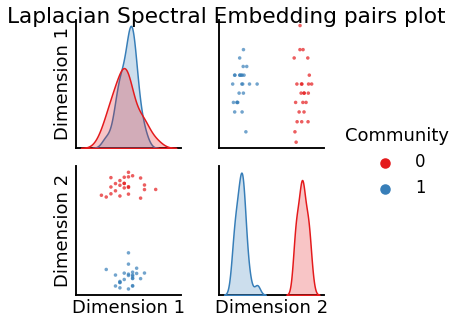 Laplacian Spectral Embedding pairs plot
Dimension 1
Community
0
1
Dimension 2
Dimension 1
Dimension 2